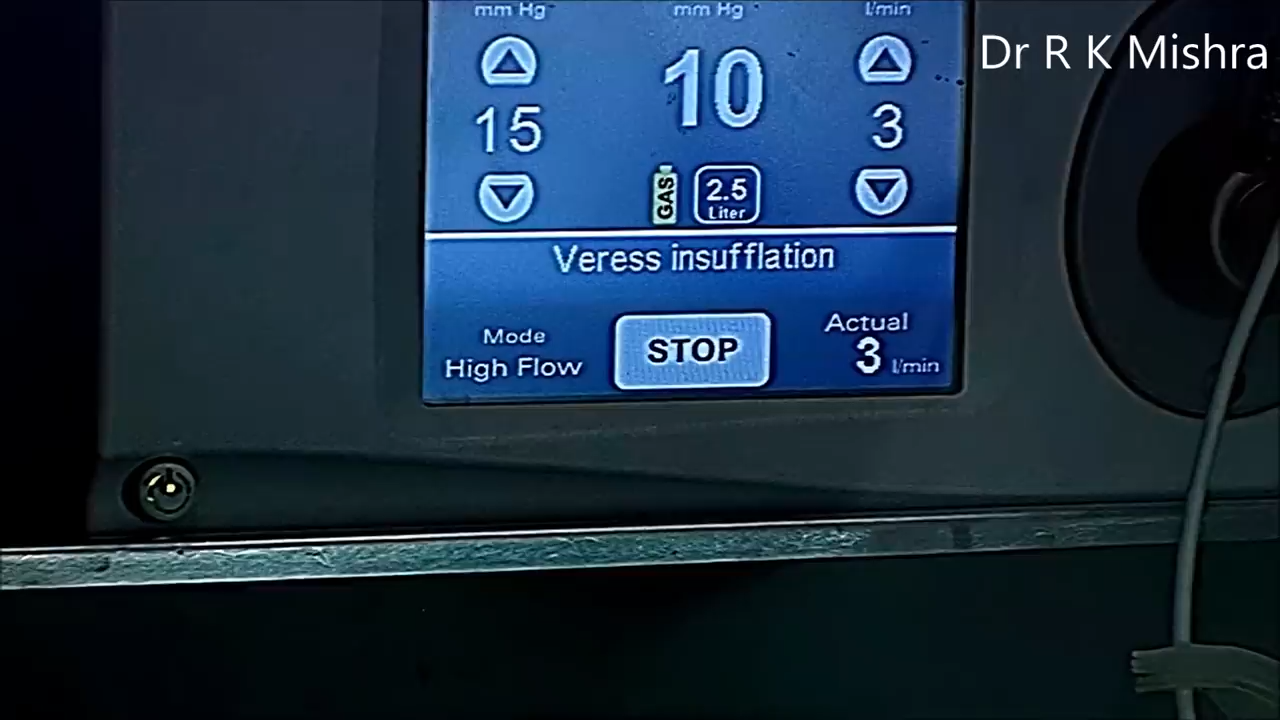 mm Hg mm Hg l/min
Dr R K Mishra
15 10 3
GAS 2.5 Liter
Veress insufflation
Mode High Flow
STOP
Actual 3 l/min